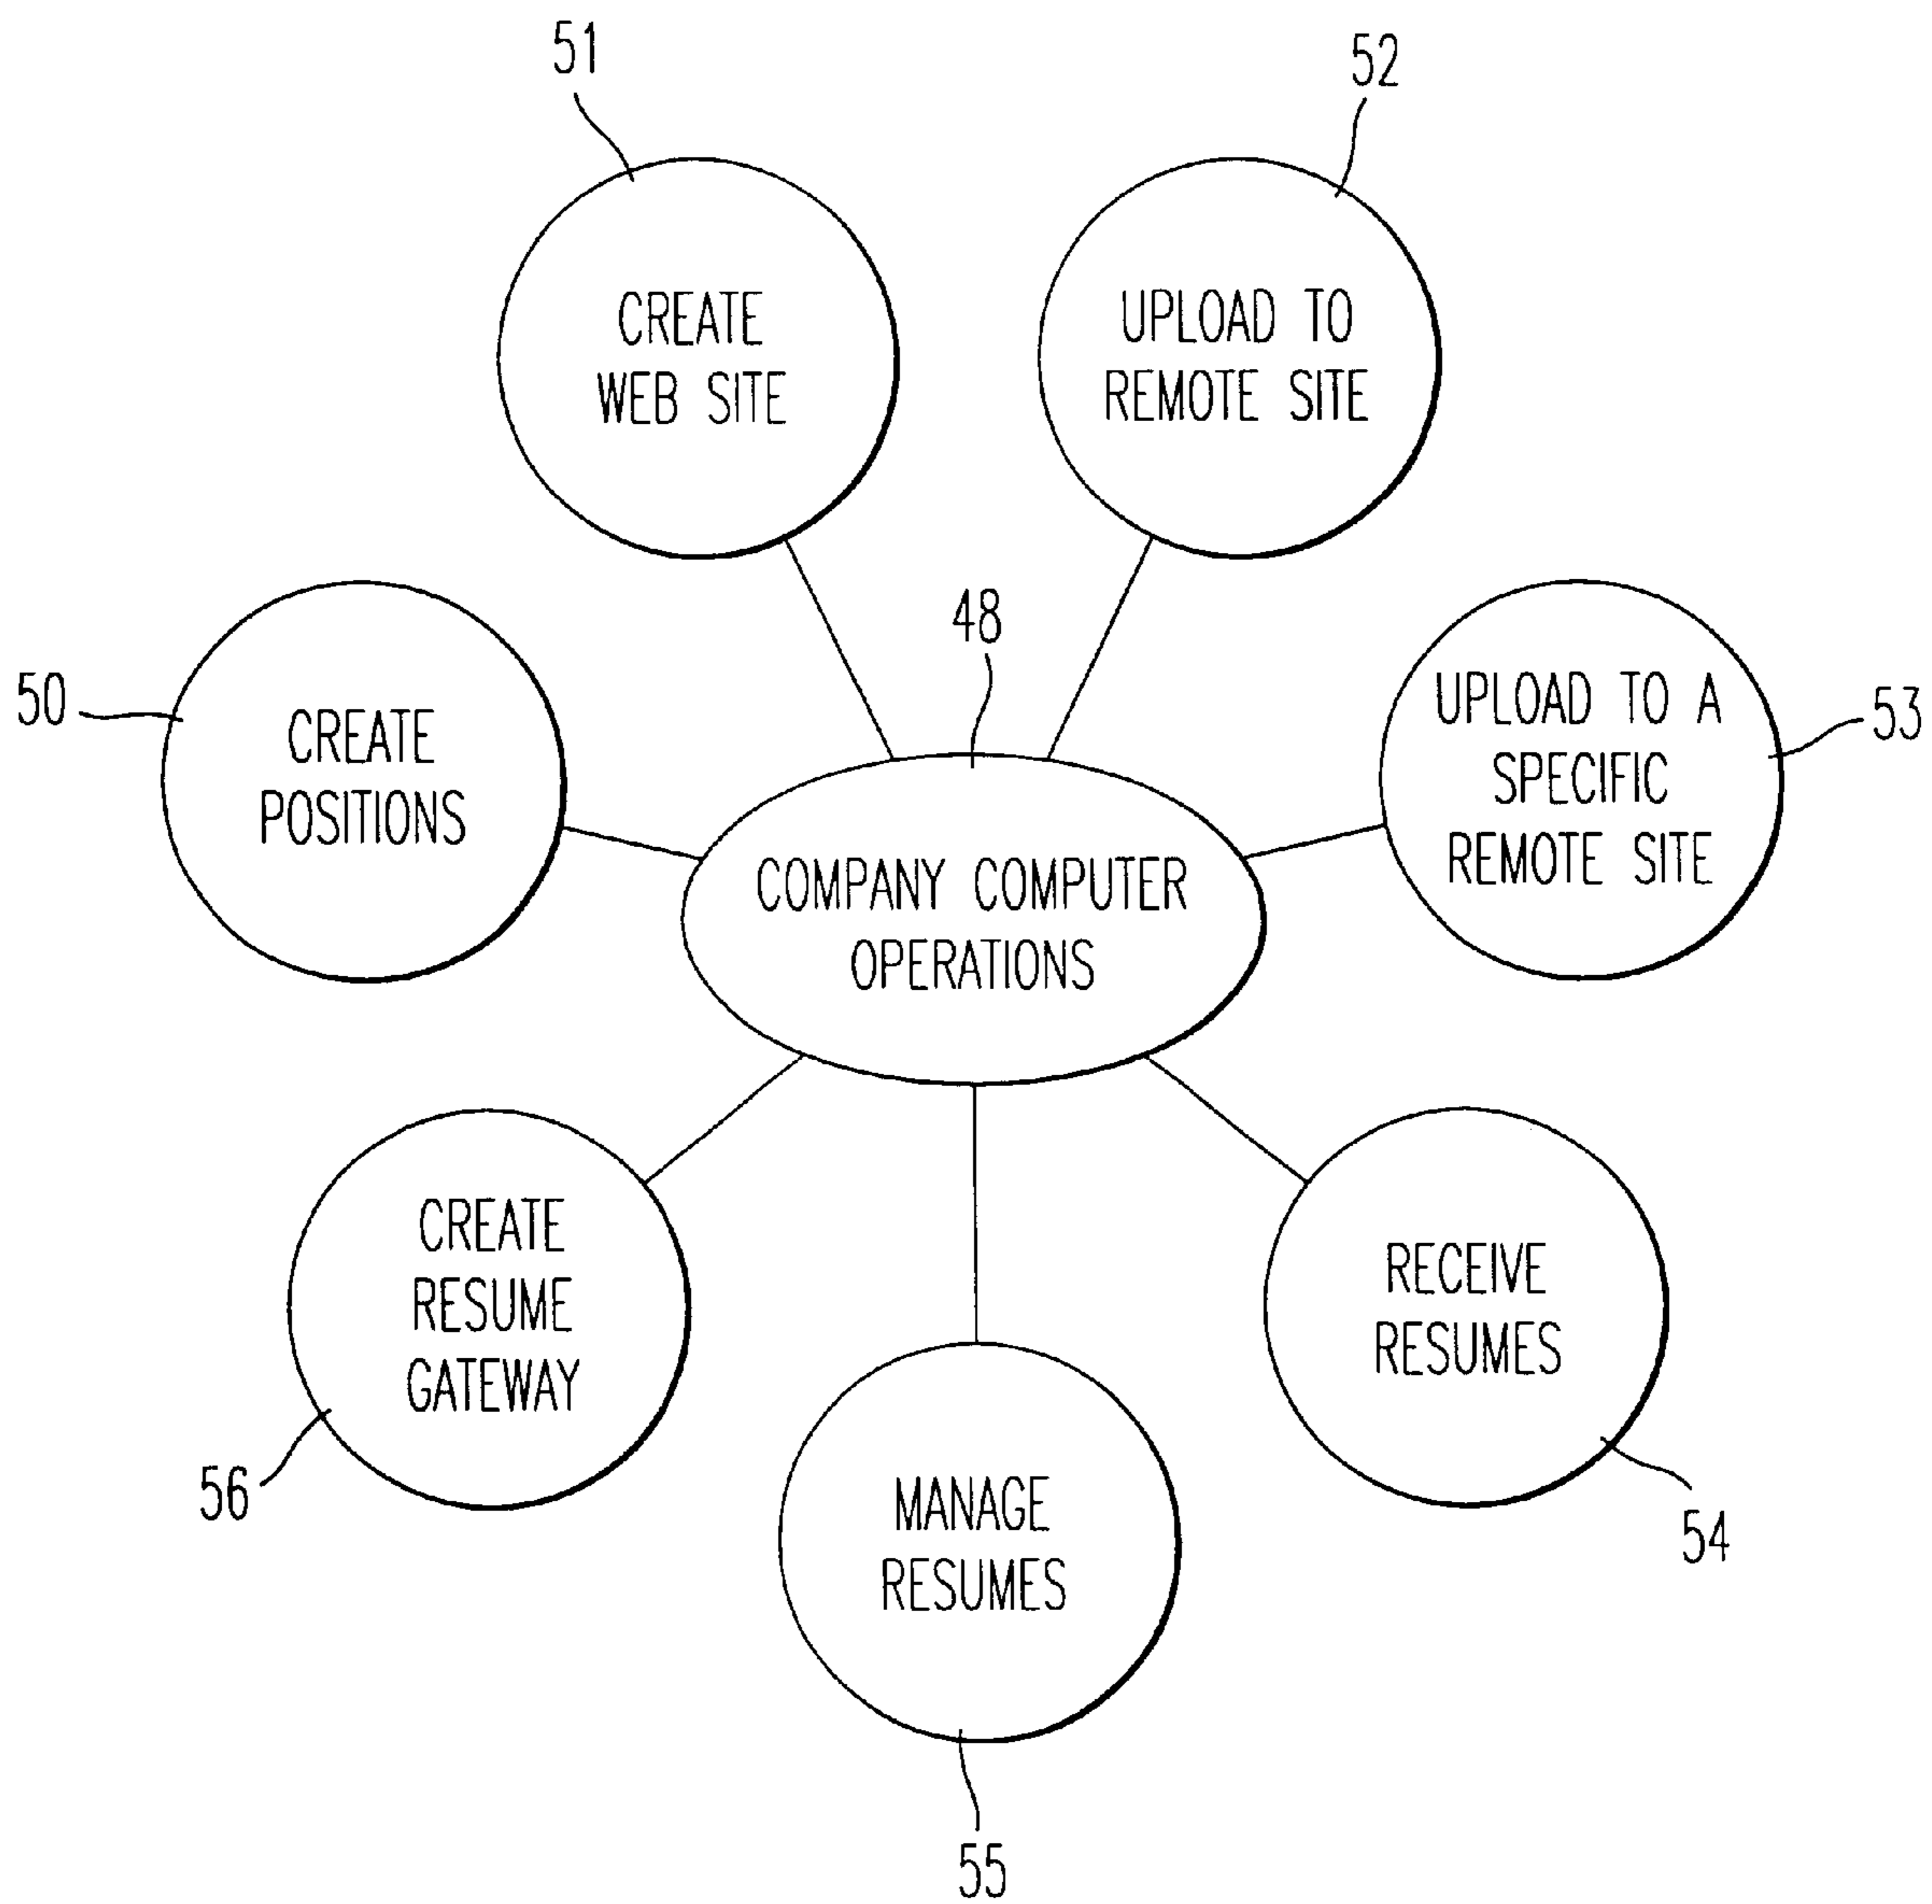 51
52
CREATE
WEB SITE
UPLOAD TO
REMOTE SITE
48
50
CREATE
POSITIONS
UPLOAD TO A
SPECIFIC
REMOTE SITE
53
COMPANY COMPUTER
OPERATIONS
CREATE
RESUME
GATEWAY
56
RECEIVE
RESUMES
54
MANAGE
RESUMES
55